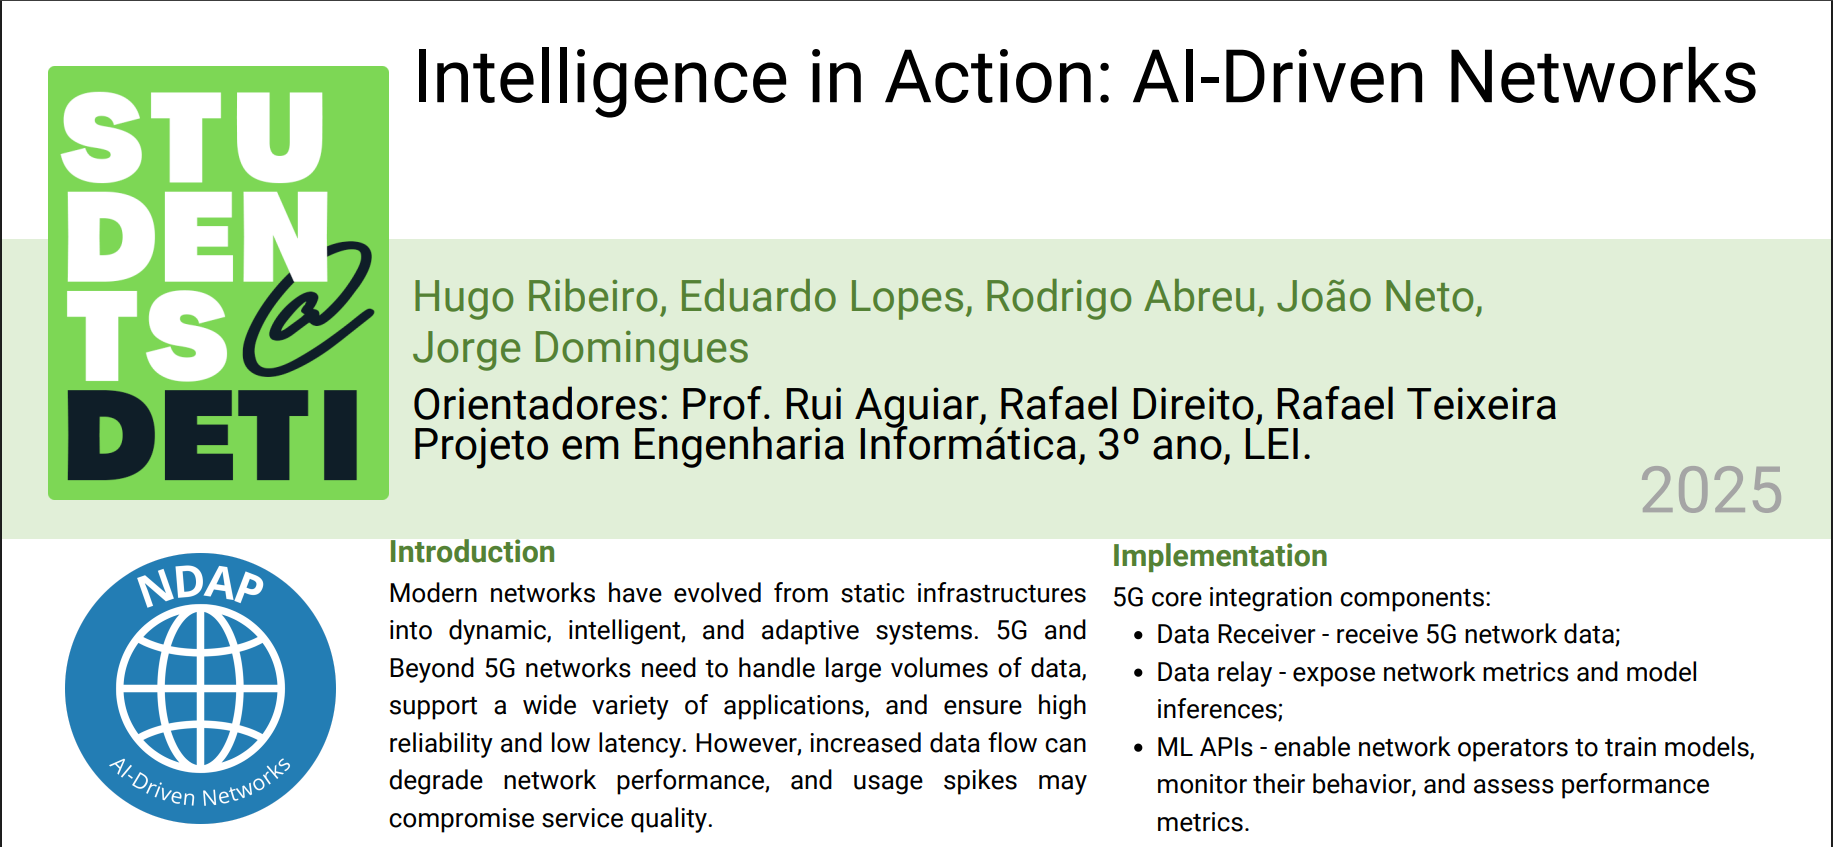 Intelligence in Action: AI-Driven Networks
STU
DEN
TS@
DETI
Hugo Ribeiro, Eduardo Lopes, Rodrigo Abreu, João Neto,
Jorge Domingues
Orientadores: Prof. Rui Aguiar, Rafael Direito, Rafael Teixeira
Projeto em Engenharia Informática, 3º ano, LEI.
2025
NDAP
AI-Driven Networks
Introduction
Modern networks have evolved from static infrastructures
into dynamic, intelligent, and adaptive systems. 5G and
Beyond 5G networks need to handle large volumes of data,
support a wide variety of applications, and ensure high
reliability and low latency. However, increased data flow can
degrade network performance, and usage spikes may
compromise service quality.
Implementation
5G core integration components:
• Data Receiver - receive 5G network data;
• Data relay - expose network metrics and model
inferences;
• ML APIs - enable network operators to train models,
monitor their behavior, and assess performance
metrics.